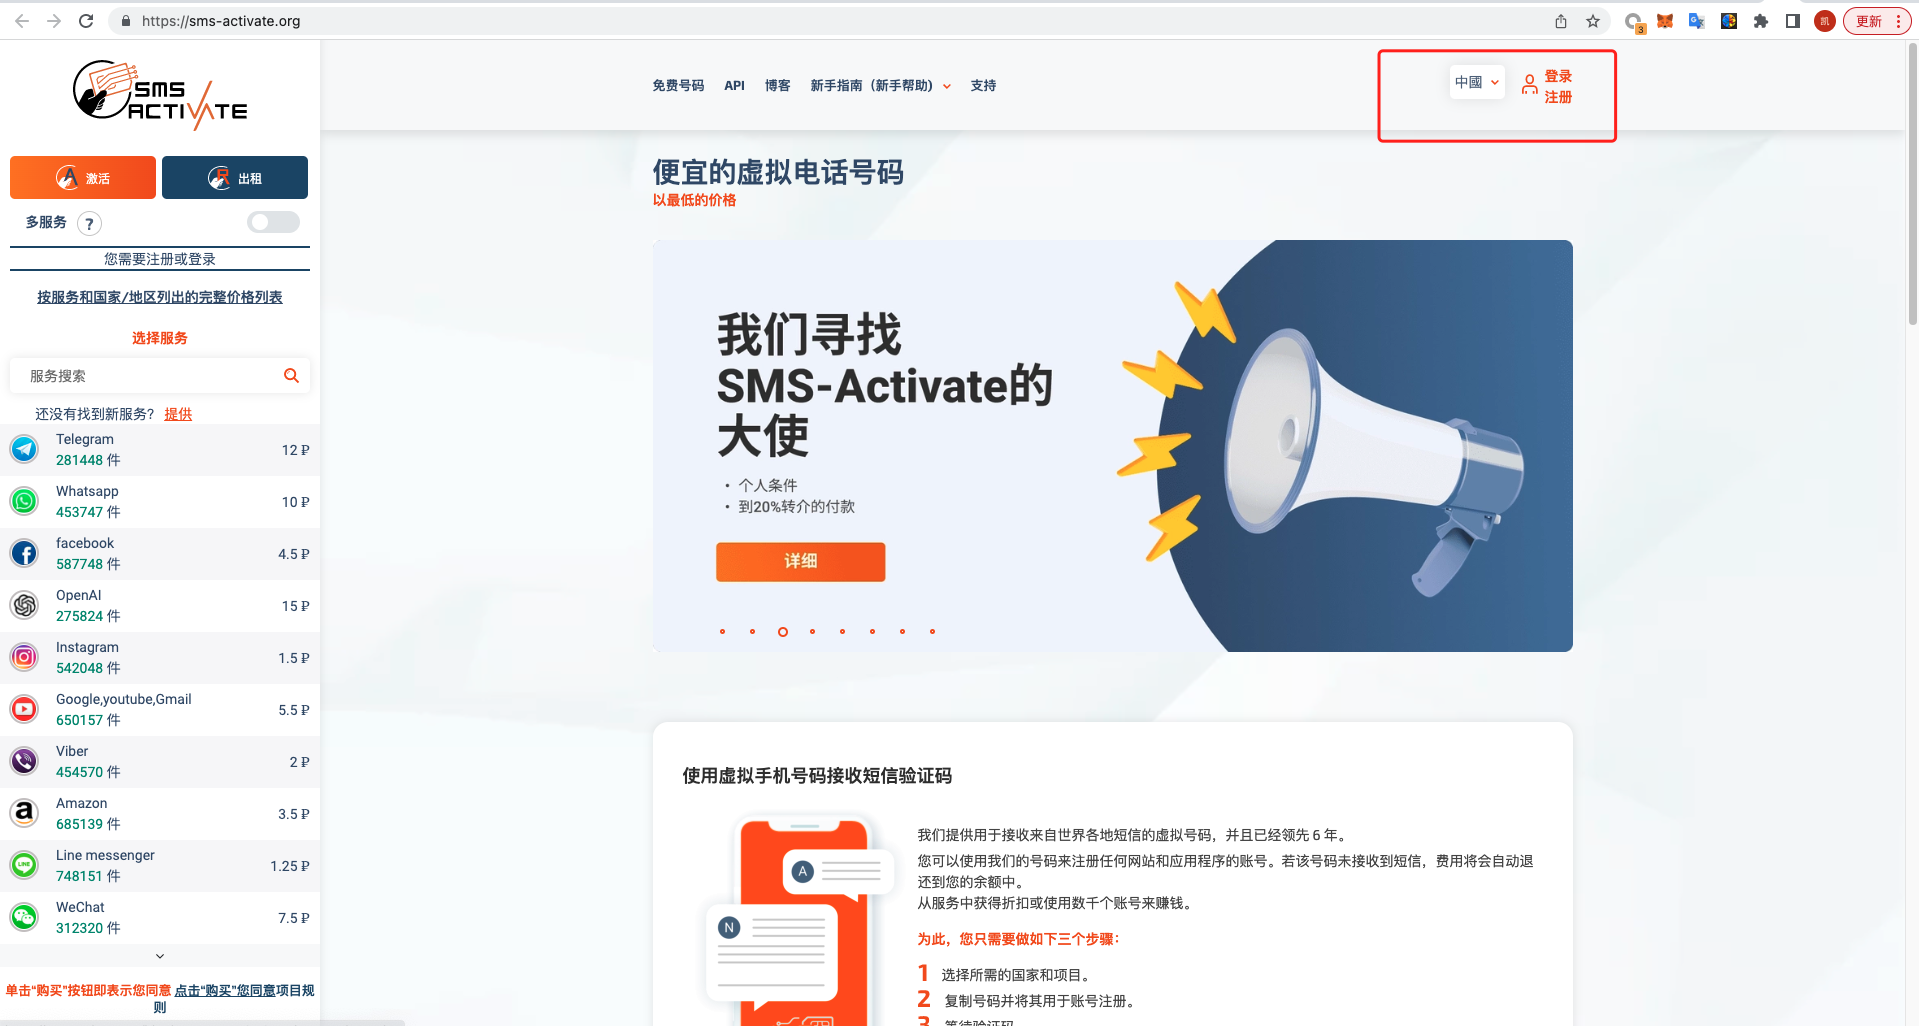 https://sms-activate.org
3
凯
更新
SMS
ACTIVATE
免费号码
API
博客
新手指南（新手帮助）
支持
中國
登录
注册
激活
出租
多服务
?
您需要注册或登录
按服务和国家/地区列出的完整价格列表
选择服务
服务搜索
还没有找到新服务？ 提供
Telegram
281448 件
12 ₽
Whatsapp
453747 件
10 ₽
facebook
587748 件
4.5 ₽
OpenAI
275824 件
15 ₽
Instagram
542048 件
1.5 ₽
Google,youtube,Gmail
650157 件
5.5 ₽
Viber
454570 件
2 ₽
Amazon
685139 件
3.5 ₽
LINE
Line messenger
748151 件
1.25 ₽
WeChat
312320 件
7.5 ₽
单击“购买”按钮即表示您同意 点击“购买”您同意项目规
则
便宜的虚拟电话号码
以最低的价格
我们寻找
SMS-Activate的
大使
• 个人条件
• 到20%转介的付款
详细
使用虚拟手机号码接收短信验证码
A
N
我们提供用于接收来自世界各地短信的虚拟号码，并且已经领先 6 年。
您可以使用我们的号码来注册任何网站和应用程序的账号。若该号码未接收到短信，费用将会自动退
还到您的余额中。
从服务中获得折扣或使用数千个账号来赚钱。
为此，您只需要做如下三个步骤：
1 选择所需的国家和项目。
2 复制号码并将其用于账号注册。
3 等待验证码